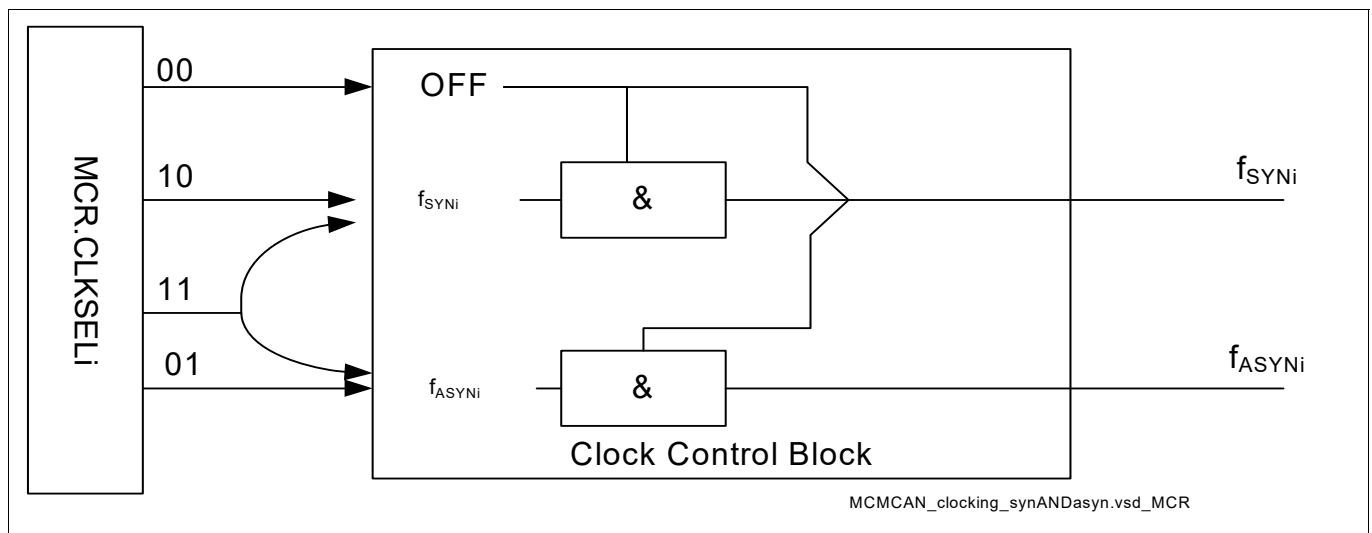 MCR.CLKSELi
00
10
11
01
OFF
fSYNi
&
fSYNi
fASYNi
&
fASYNi
Clock Control Block
MCMCAN_clocking_synANDasyn.vsd_MCR